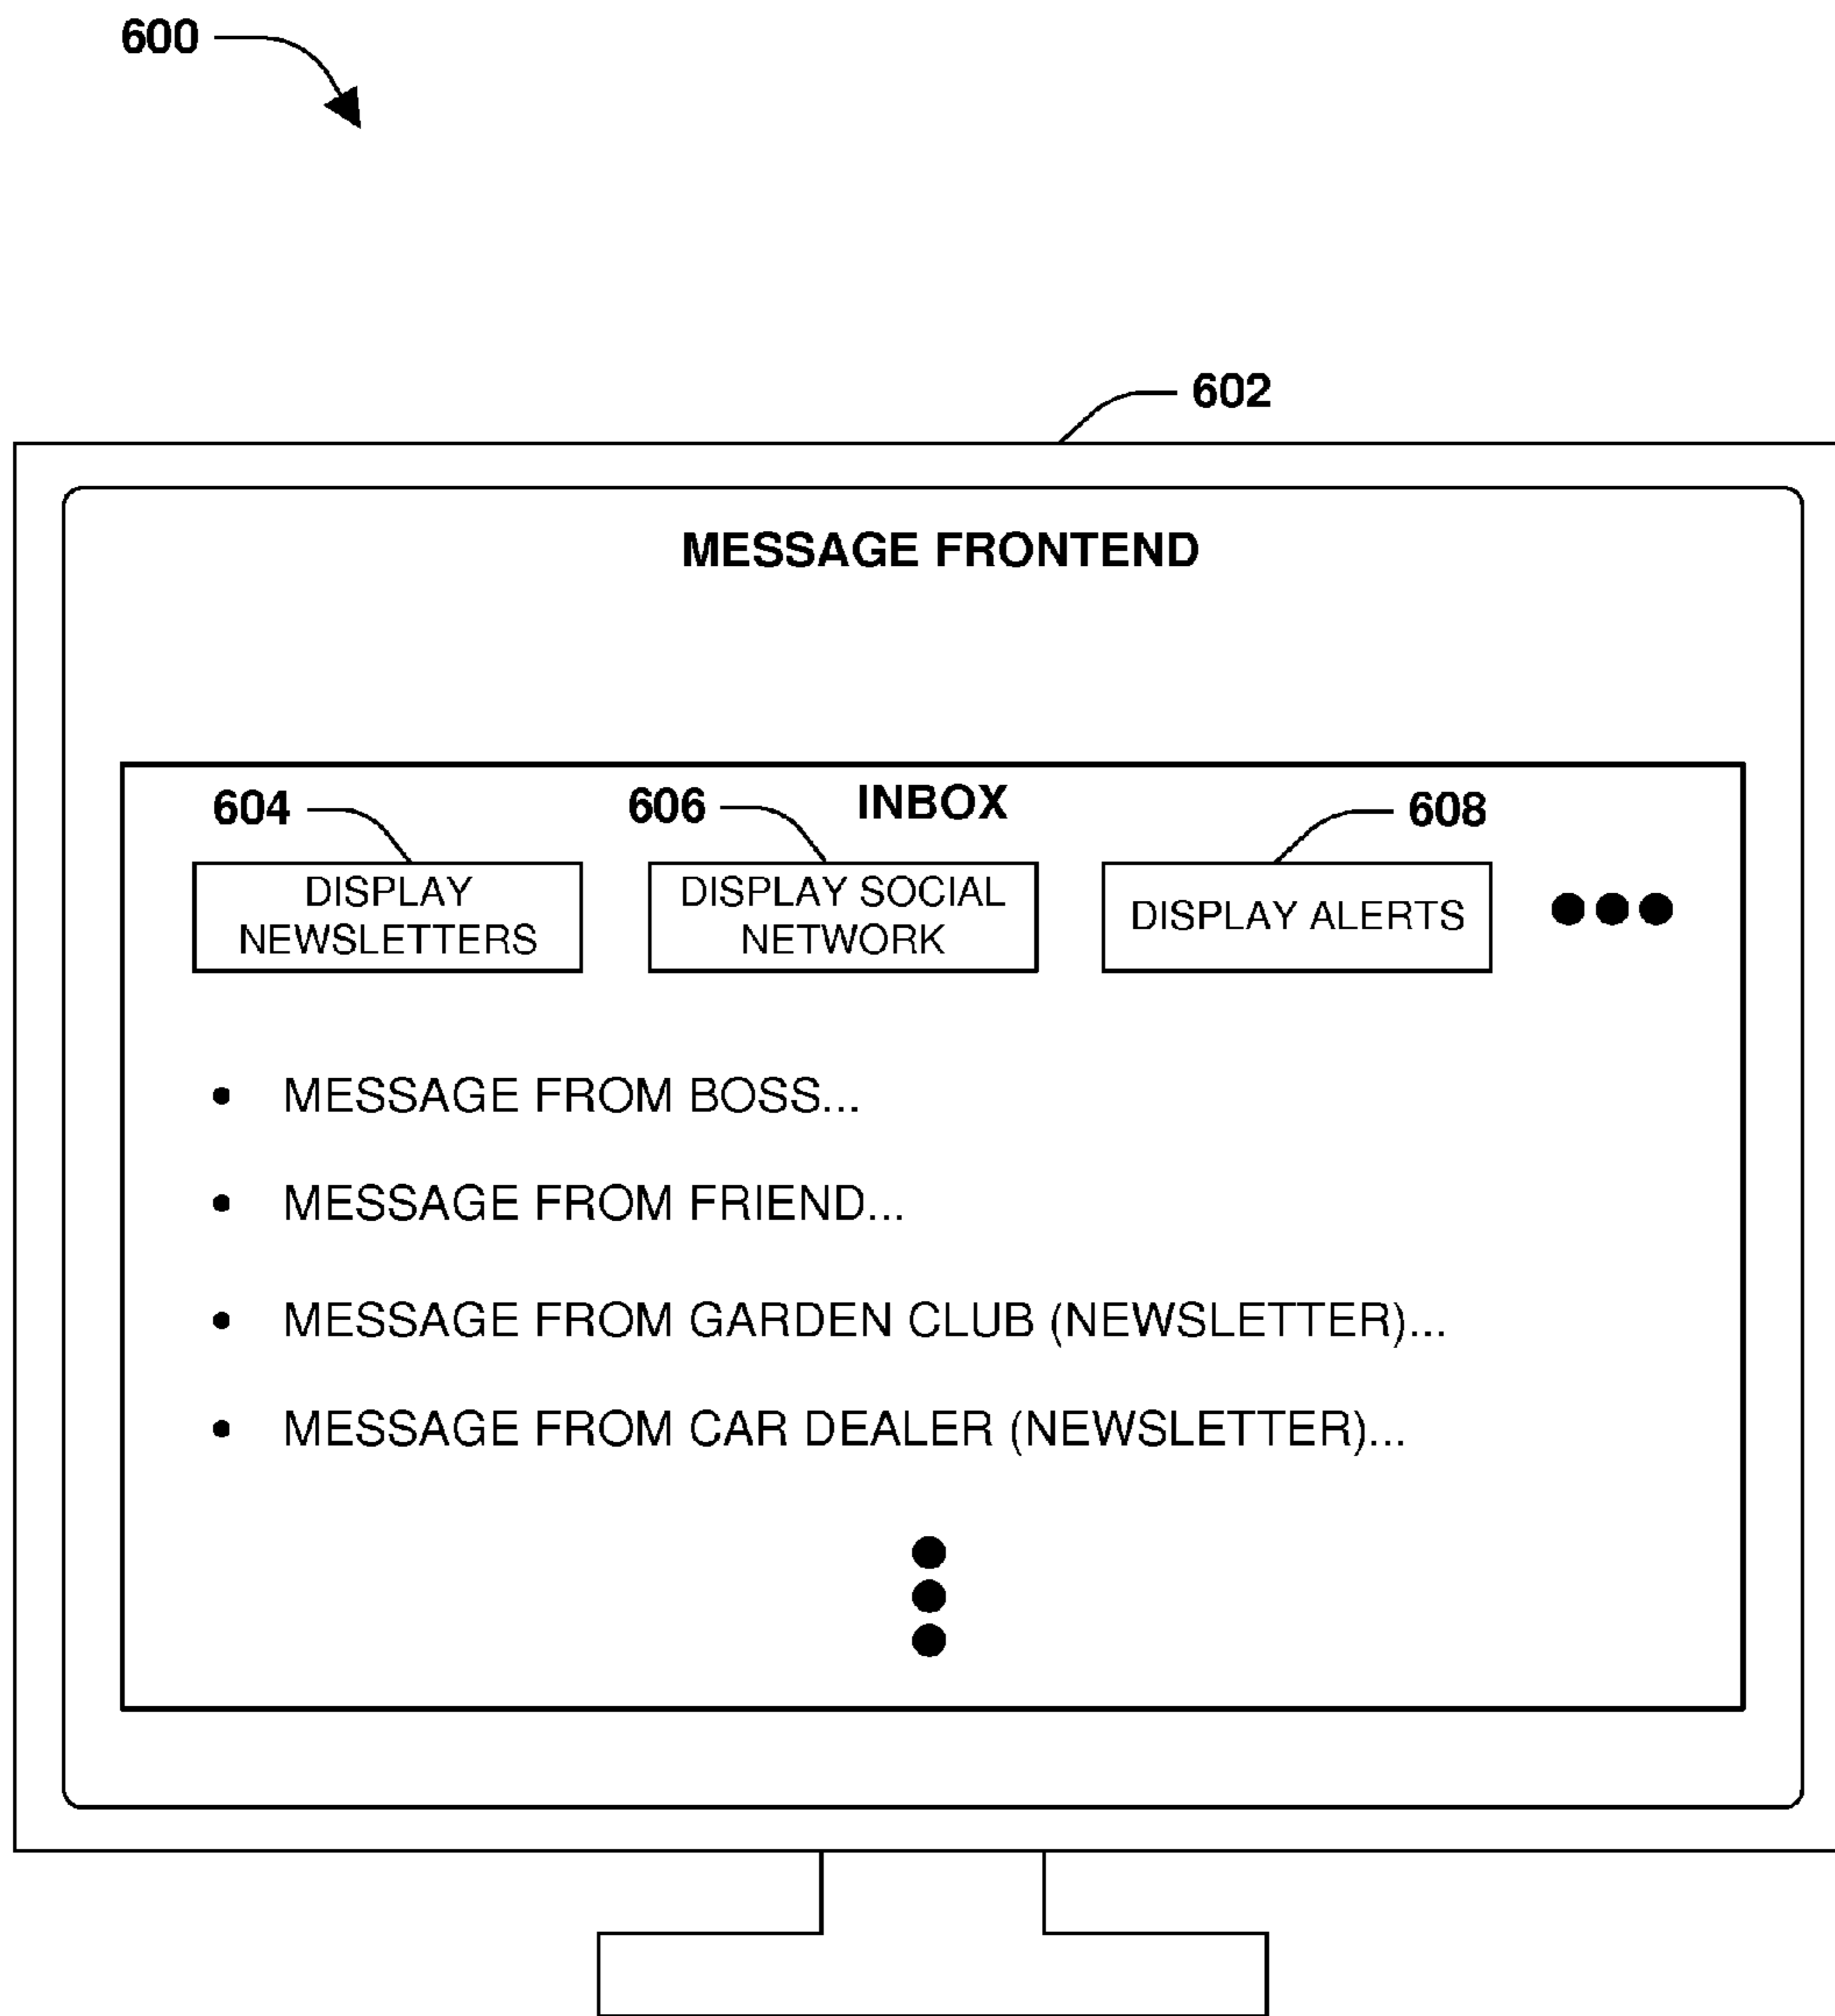 600
602
MESSAGE FRONTEND
604
606
INBOX
608
DISPLAY
NEWSLETTERS
DISPLAY SOCIAL
NETWORK
DISPLAY ALERTS
• MESSAGE FROM BOSS...
• MESSAGE FROM FRIEND...
• MESSAGE FROM GARDEN CLUB (NEWSLETTER)...
• MESSAGE FROM CAR DEALER (NEWSLETTER)...